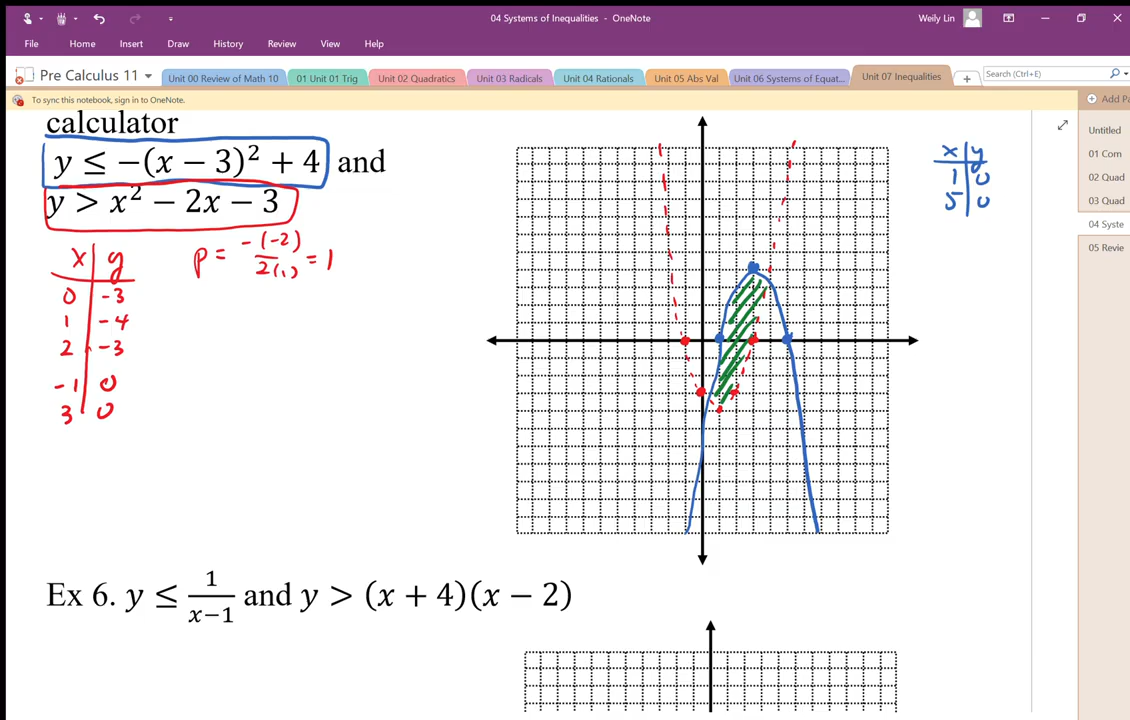 04 Systems of Inequalities - OneNote
Weily Lin
File Home Insert Draw History Review View Help
Pre Calculus 11
Unit 00 Review of Math 10
01 Unit 01 Trig
Unit 02 Quadratics
Unit 03 Radicals
Unit 04 Rationals
Unit 05 Abs Val
Unit 06 Systems of Equat...
Unit 07 Inequalities
Search (Ctrl+E)
To sync this notebook, sign in to OneNote.
Add Pa
Untitled
01 Com
02 Quad
03 Quad
04 Syste
05 Revie
calculator
y ≤ −(x − 3)² + 4 and
y > x² − 2x − 3
x y
0 -3
1 -4
2 -3
-1 0
3 0
p = -(-2)/2(1) = 1
x y
1 0
5 0
Ex 6. y ≤ 1/(x−1) and y > (x + 4)(x − 2)